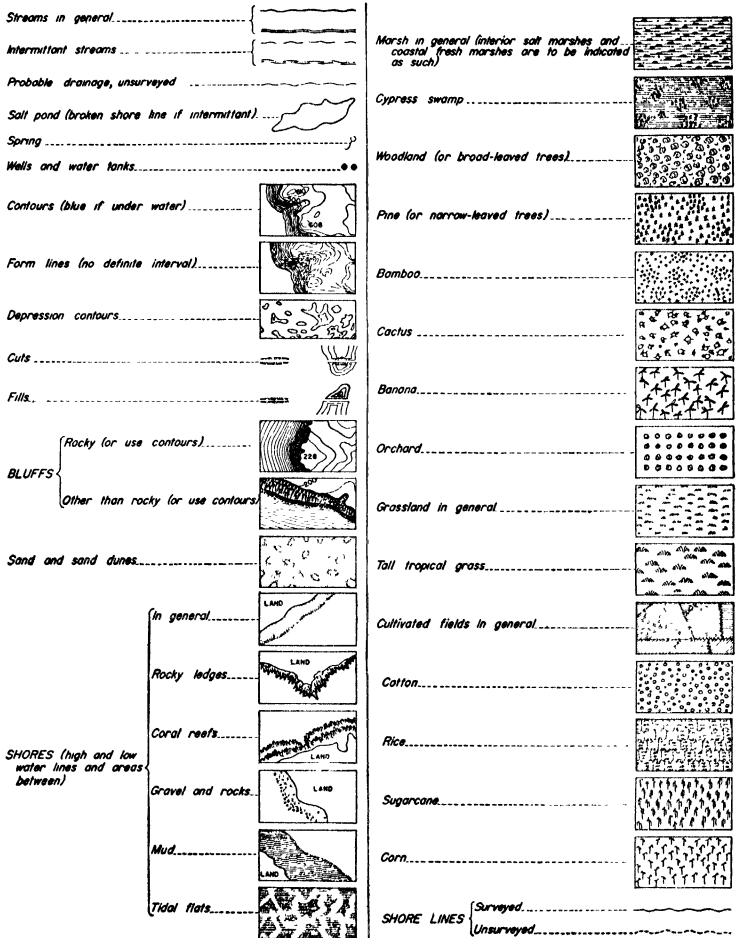 Streams in general
Intermittant streams
Probable drainage, unsurveyed
Salt pond (broken shore line if intermittant)
Spring
Wells and water tanks
Contours (blue if under water)
608
Form lines (no definite interval)
Depression contours
Cuts
Fills
BLUFFS
Rocky (or use contours)
228
Other than rocky (or use contours)
200
Sand and sand dunes
SHORES (high and low
water lines and areas
between)
In general
LAND
Rocky ledges
LAND
Coral reefs
LAND
Gravel and rocks
LAND
Mud
LAND
Tidal flats
Marsh in general (interior salt marshes and
coastal fresh marshes are to be indicated
as such)
Cypress swamp
Woodland (or broad-leaved trees)
Pine (or narrow-leaved trees)
Bamboo
Cactus
Banana
Orchard
Grassland in general
Tall tropical grass
Cultivated fields in general
Cotton
Rice
Sugarcane
Corn
SHORE LINES
Surveyed
Unsurveyed